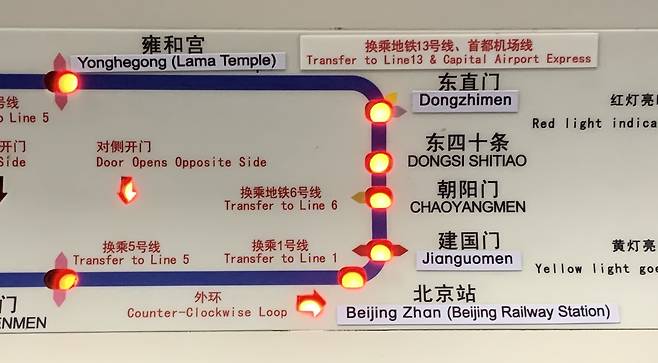 雍和宫
Yonghegong (Lama Temple)
换乘地铁13号线、首都机场线
Transfer to Line13 & Capital Airport Express
号线
to Line 5
东直门
Dongzhimen
红灯亮
Red light indica
开门
Side
对侧开门
Door Opens Opposite Side
东四十条
DONGSI SHITIAO
换乘地铁6号线
Transfer to Line 6
朝阳门
CHAOYANGMEN
换乘5号线
Transfer to Line 5
换乘1号线
Transfer to Line 1
建国门
Jianguomen
黄灯亮
Yellow light goe
门
ENMEN
外环
Counter-Clockwise Loop
北京站
Beijing Zhan (Beijing Railway Station)